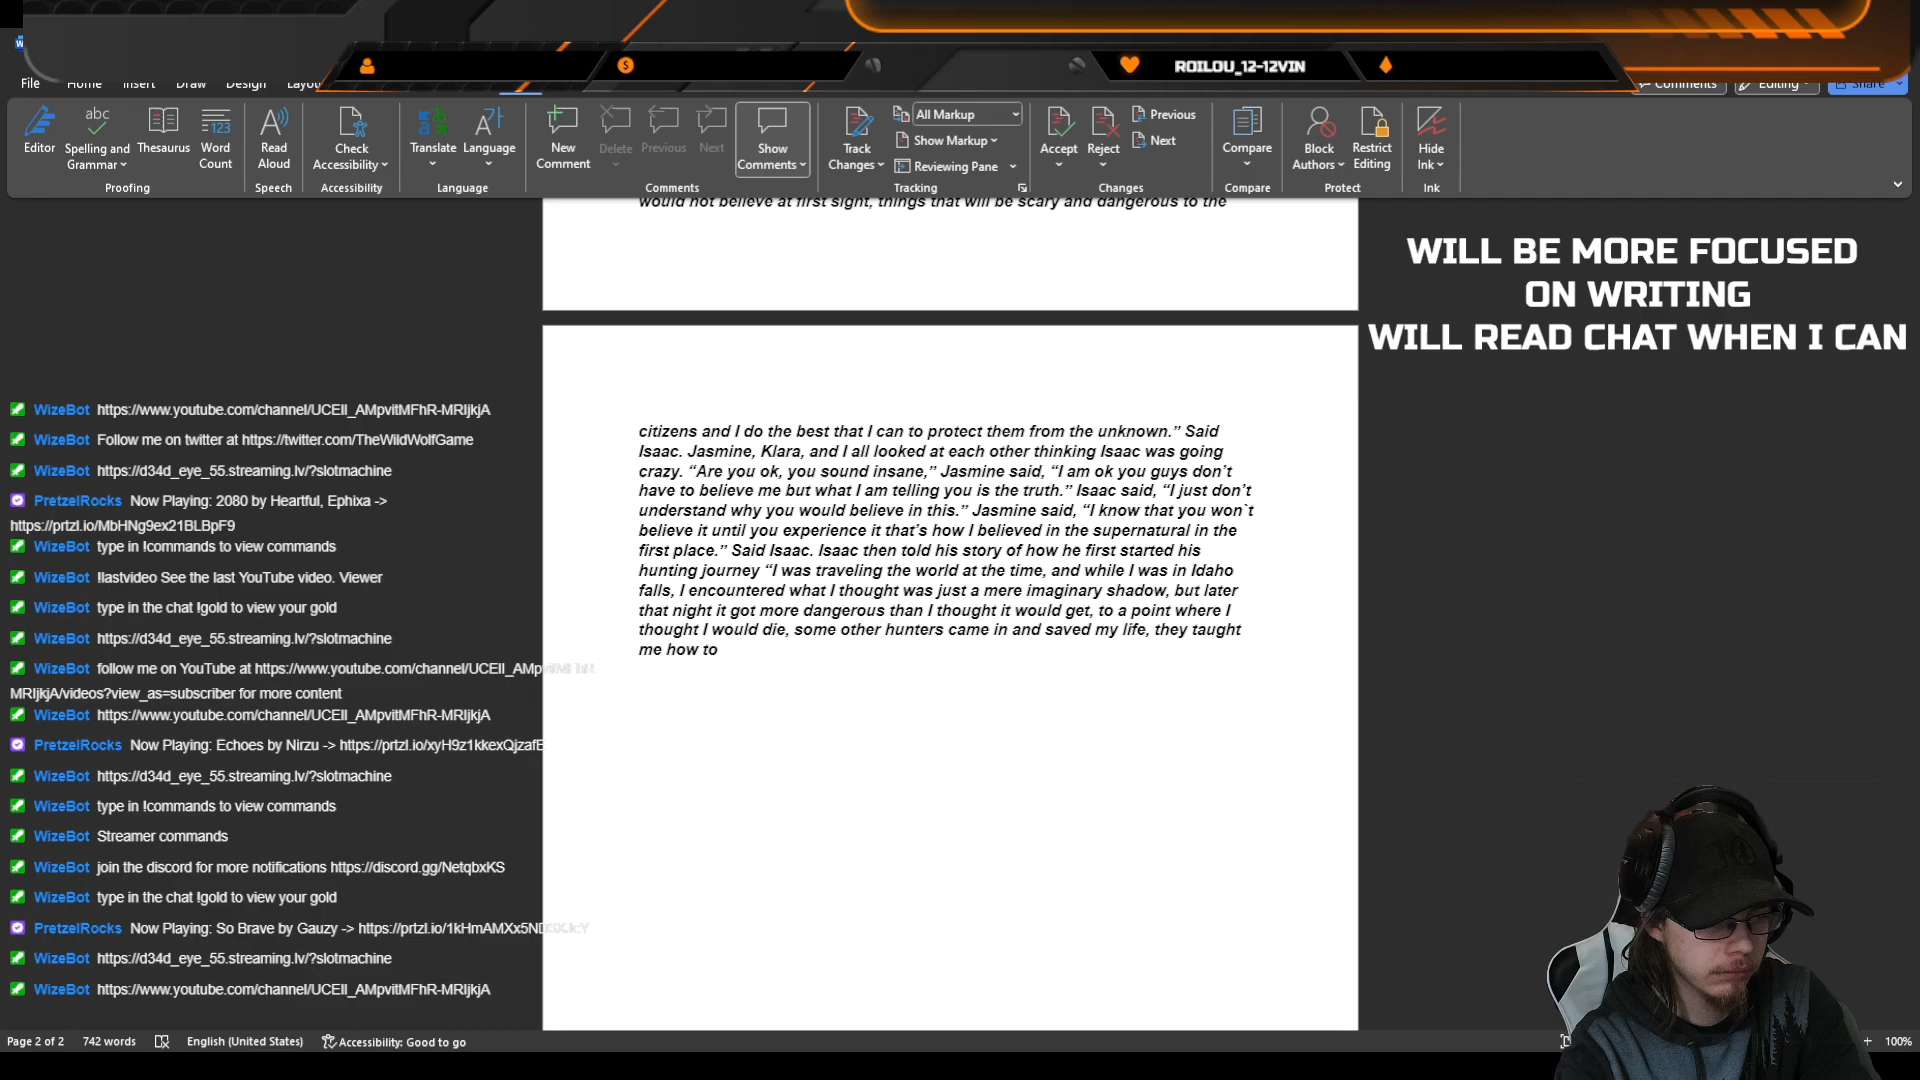 ROILOU_12-12VIN
File
Home
Insert
Draw
Design
Layou
Comments
Editing
Share
Editor
Spelling and Grammar
Thesaurus
Word Count
Read Aloud
Check Accessibility
Translate
Language
New Comment
Delete
Previous
Next
Show Comments
Track Changes
All Markup
Show Markup
Reviewing Pane
Accept
Reject
Previous
Next
Compare
Block Authors
Restrict Editing
Hide Ink
Proofing
Speech
Accessibility
Language
Comments
Tracking
Changes
Compare
Protect
Ink
would not believe at first sight, things that will be scary and dangerous to the
WILL BE MORE FOCUSED
ON WRITING
WILL READ CHAT WHEN I CAN
citizens and I do the best that I can to protect them from the unknown.” Said
Isaac. Jasmine, Klara, and I all looked at each other thinking Isaac was going
crazy. “Are you ok, you sound insane,” Jasmine said, “I am ok you guys don’t
have to believe me but what I am telling you is the truth.” Isaac said, “I just don’t
understand why you would believe in this.” Jasmine said, “I know that you won`t
believe it until you experience it that’s how I believed in the supernatural in the
first place.” Said Isaac. Isaac then told his story of how he first started his
hunting journey “I was traveling the world at the time, and while I was in Idaho
falls, I encountered what I thought was just a mere imaginary shadow, but later
that night it got more dangerous than I thought it would get, to a point where I
thought I would die, some other hunters came in and saved my life, they taught
me how to
WizeBot https://www.youtube.com/channel/UCEIl_AMpvitMFhR-MRIjkjA
WizeBot Follow me on twitter at https://twitter.com/TheWildWolfGame
WizeBot https://d34d_eye_55.streaming.lv/?slotmachine
PretzelRocks Now Playing: 2080 by Heartful, Ephixa ->
https://prtzl.io/MbHNg9ex21BLBpF9
WizeBot type in !commands to view commands
WizeBot !lastvideo See the last YouTube video. Viewer
WizeBot type in the chat !gold to view your gold
WizeBot https://d34d_eye_55.streaming.lv/?slotmachine
WizeBot follow me on YouTube at https://www.youtube.com/channel/UCEIl_AMpvitMFhR-
MRIjkjA/videos?view_as=subscriber for more content
WizeBot https://www.youtube.com/channel/UCEIl_AMpvitMFhR-MRIjkjA
PretzelRocks Now Playing: Echoes by Nirzu -> https://prtzl.io/xyH9z1kkexQjzafE
WizeBot https://d34d_eye_55.streaming.lv/?slotmachine
WizeBot type in !commands to view commands
WizeBot Streamer commands
WizeBot join the discord for more notifications https://discord.gg/NetqbxKS
WizeBot type in the chat !gold to view your gold
PretzelRocks Now Playing: So Brave by Gauzy ->
WizeBot https://d34d_eye_55.streaming.lv/?slotmachine
WizeBot https://www.youtube.com/channel/UCEIl_AMpvitMFhR-MRIjkjA
Page 2 of 2
742 words
English (United States)
Accessibility: Good to go
100%